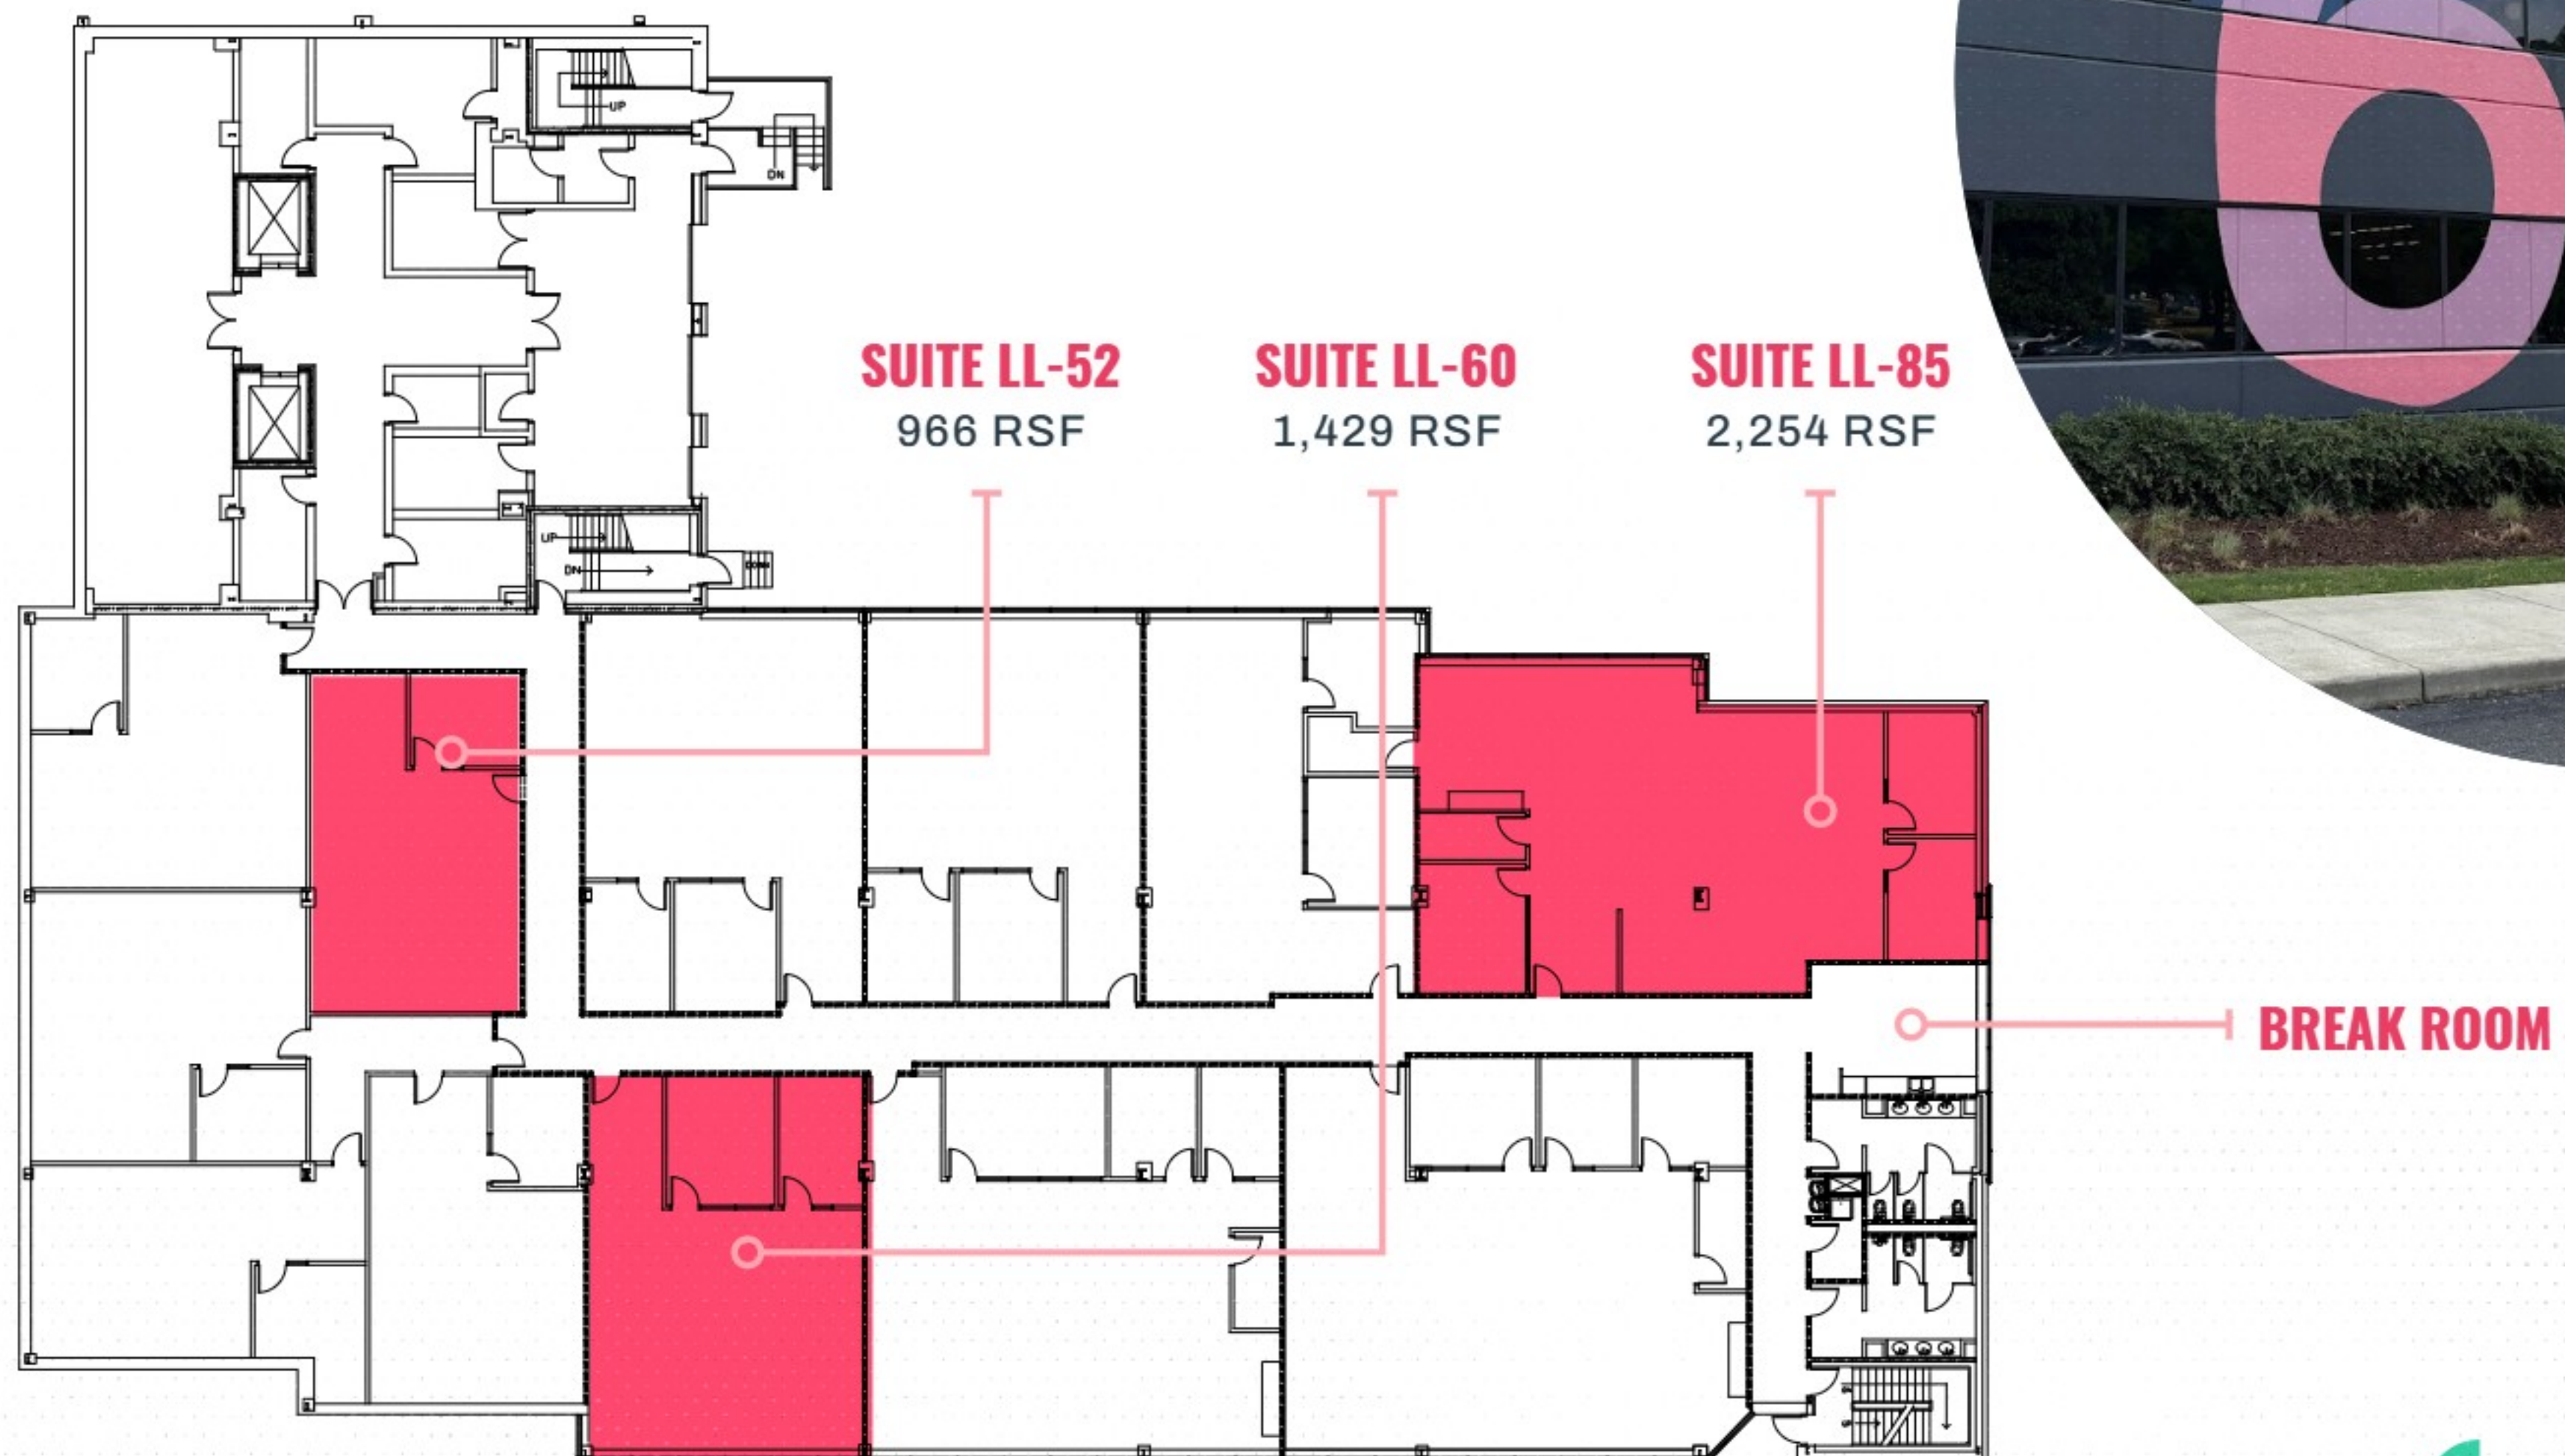 UP
DN
SUITE LL-52
966 RSF
SUITE LL-60
1,429 RSF
SUITE LL-85
2,254 RSF
UP
DN
DOWN
BREAK ROOM